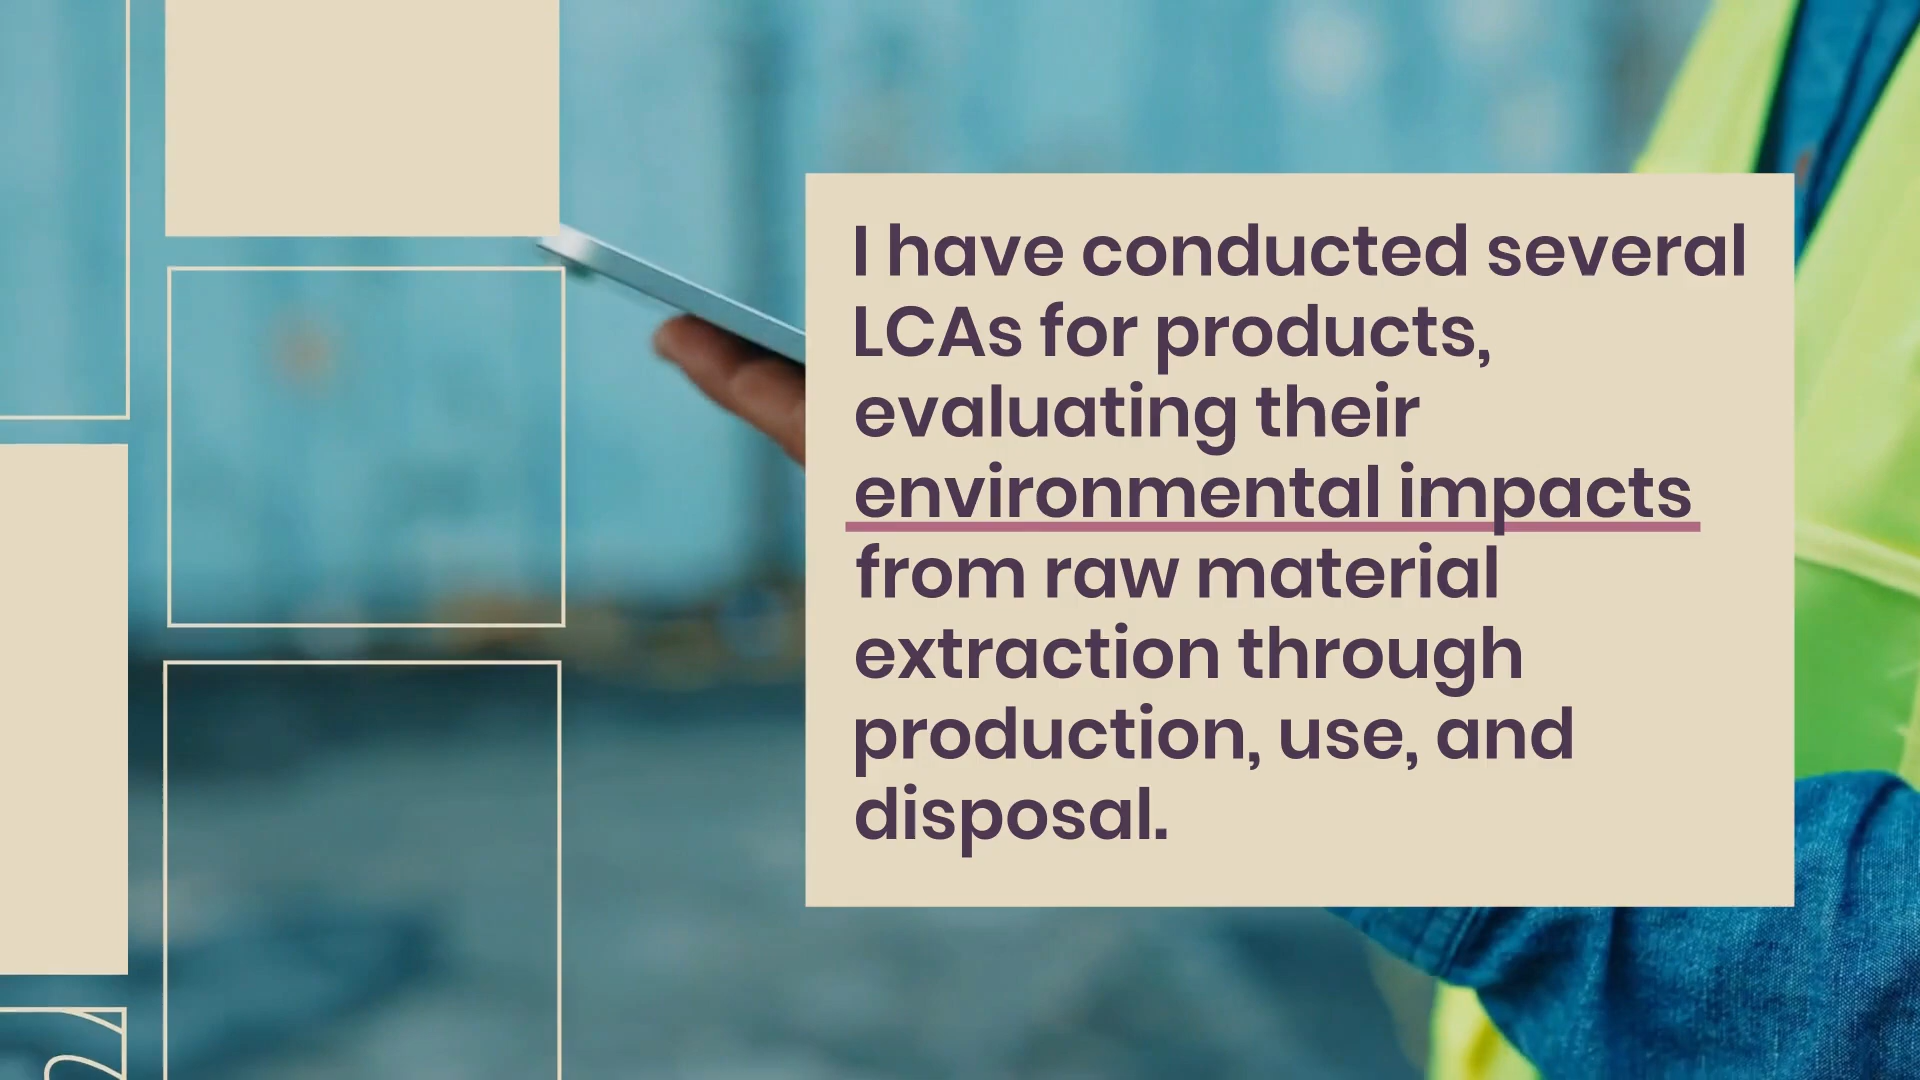 I have conducted several
LCAs for products,
evaluating their
environmental impacts
from raw material
extraction through
production, use, and
disposal.